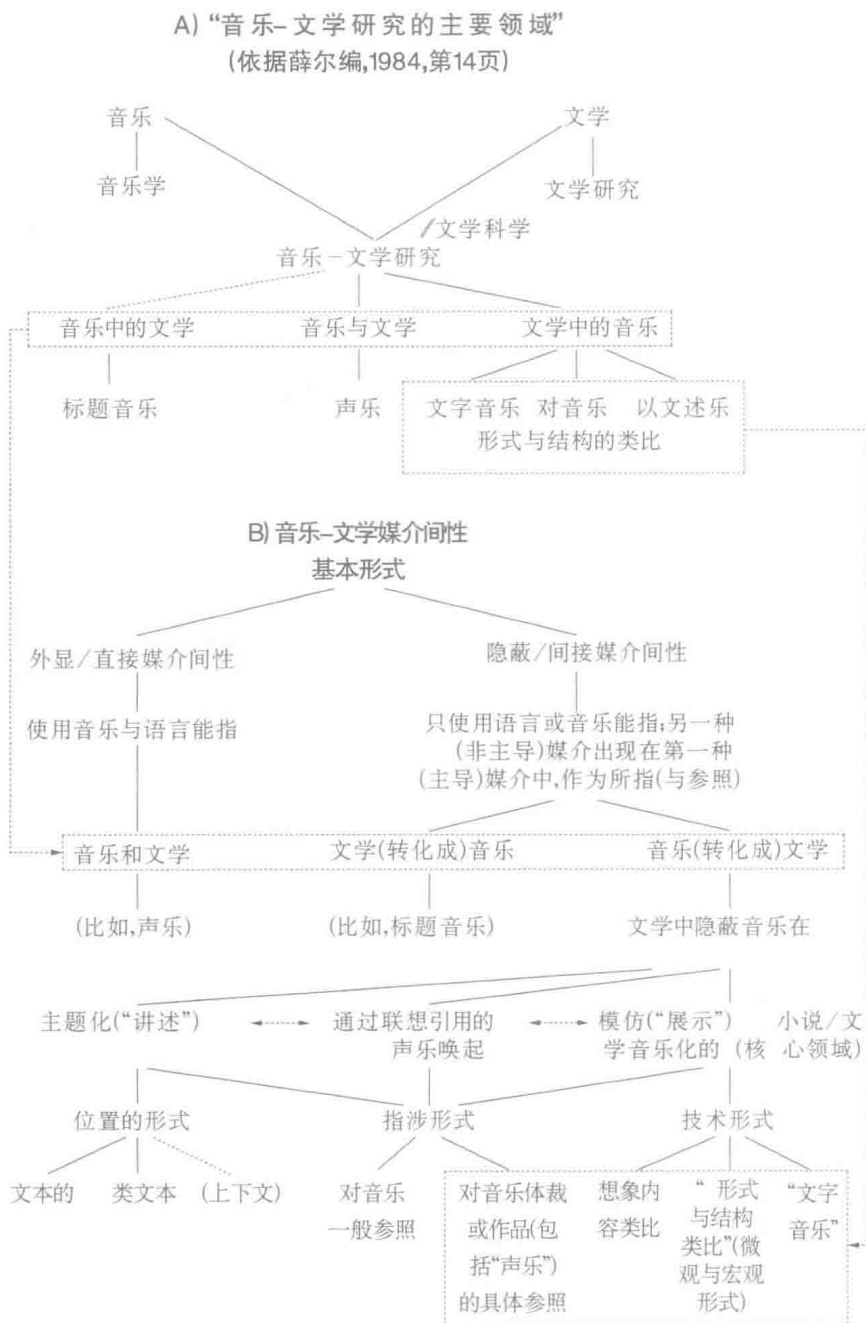 A) “音乐-文学研究的主要领域”
(依据薛尔编,1984,第14页)
音乐 文学
音乐学 文学研究
//文学科学
音乐-文学研究
音乐中的文学 音乐与文学 文学中的音乐
标题音乐 声乐 文字音乐 对音乐 以文述乐
形式与结构的类比
B) 音乐-文学媒介间性
基本形式
外显/直接媒介间性 隐蔽/间接媒介间性
使用音乐与语言能指 只使用语言或音乐能指;另一种
(非主导)媒介出现在第一种
(主导)媒介中,作为所指(与参照)
音乐和文学 文学(转化成)音乐 音乐(转化成)文学
(比如,声乐) (比如,标题音乐) 文学中隐蔽音乐在
主题化(“讲述”) 通过联想引用的 模仿(“展示”) 小说/文
声乐唤起 学音乐化的 (核 心领域)
位置的形式 指涉形式 技术形式
文本的 类文本 (上下文) 对音乐 对音乐体裁 想象内 “形式 “文字
一般参照 或作品(包 容类比 与结构 音乐”
括“声乐”) 类比”(微
的具体参照 观与宏观
形式)